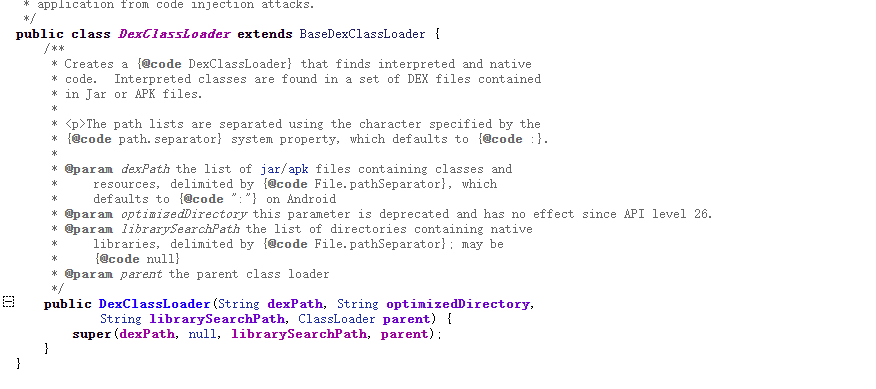 * application from code injection attacks.
*/
public class DexClassLoader extends BaseDexClassLoader {
/**
* Creates a {@code DexClassLoader} that finds interpreted and native
* code.  Interpreted classes are found in a set of DEX files contained
* in Jar or APK files.
*
* <p>The path lists are separated using the character specified by the
* {@code path.separator} system property, which defaults to {@code :}.
*
* @param dexPath the list of jar/apk files containing classes and
*     resources, delimited by {@code File.pathSeparator}, which
*     defaults to {@code ":"} on Android
* @param optimizedDirectory this parameter is deprecated and has no effect since API level 26.
* @param librarySearchPath the list of directories containing native
*     libraries, delimited by {@code File.pathSeparator}; may be
*     {@code null}
* @param parent the parent class loader
*/
public DexClassLoader(String dexPath, String optimizedDirectory,
String librarySearchPath, ClassLoader parent) {
super(dexPath, null, librarySearchPath, parent);
}
}